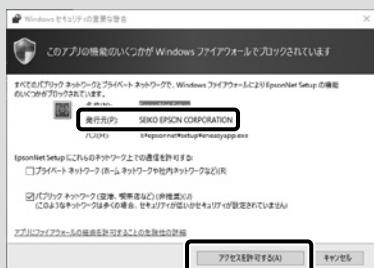 Windows セキュリティの重要な警告
このアプリの機能のいくつかが Windows ファイアウォールでブロックされています
すべてのパブリック ネットワークとプライベート ネットワークで、Windows ファイアウォールにより EpsonNet Setup の機能
のいくつかがブロックされています。
名前(N): EpsonNet Setup
発行元(P): SEIKO EPSON CORPORATION
パス(H): \epsonnet\setup\eneasyapp.exe
EpsonNet Setup にこれらのネットワーク上での通信を許可する:
プライベート ネットワーク (ホーム ネットワークや社内ネットワークなど)(R)
パブリック ネットワーク (空港、喫茶店など) (非推奨)(U)
(このようなネットワークは多くの場合、セキュリティが低いかセキュリティが設定されていません)
アプリにファイアウォールの経由を許可することの危険性の詳細
アクセスを許可する(A)
キャンセル